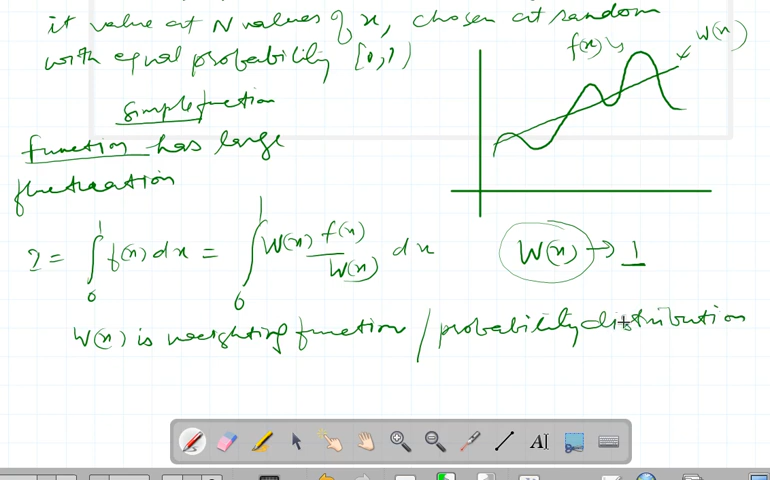 it value at N values of x, chosen at random
with equal probability [0,1)
f(x)
W(x)
simple function
function has large
fluctuation
I = ∫₀¹ f(x) dx = ∫₀¹ W(x) f(x)/W(x) dx
W(x) → 1
W(x) is weighting function / probability distribution
A